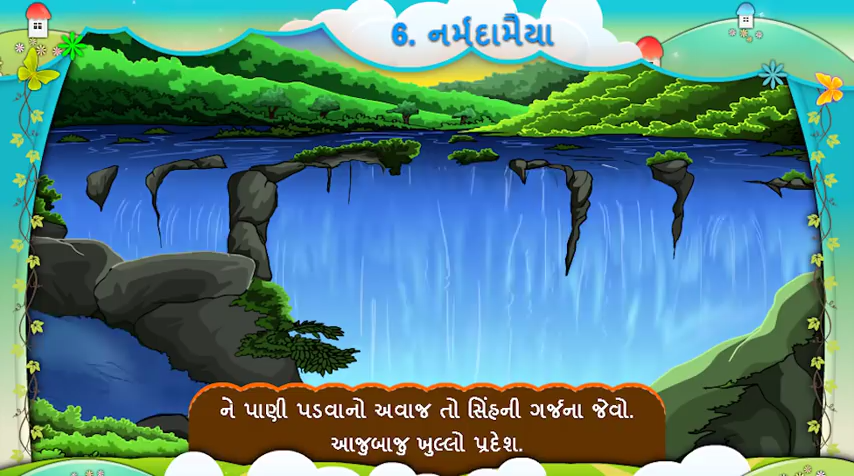 6. નર્મદામૈયા
ને પાણી પડવાનો અવાજ તો સિંહની ગર્જના જેવો.
આજુબાજુ ખુલ્લો પ્રદેશ.